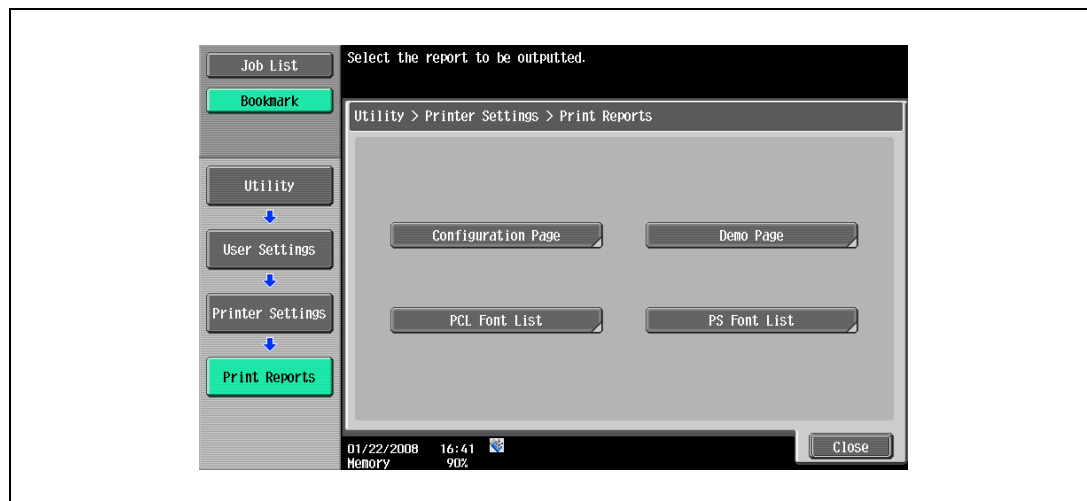 Job List
Bookmark
Utility
User Settings
Printer Settings
Print Reports
Select the report to be outputted.
Utility > Printer Settings > Print Reports
Configuration Page
Demo Page
PCL Font List
PS Font List
01/22/2008 16:41
Memory 90%
Close